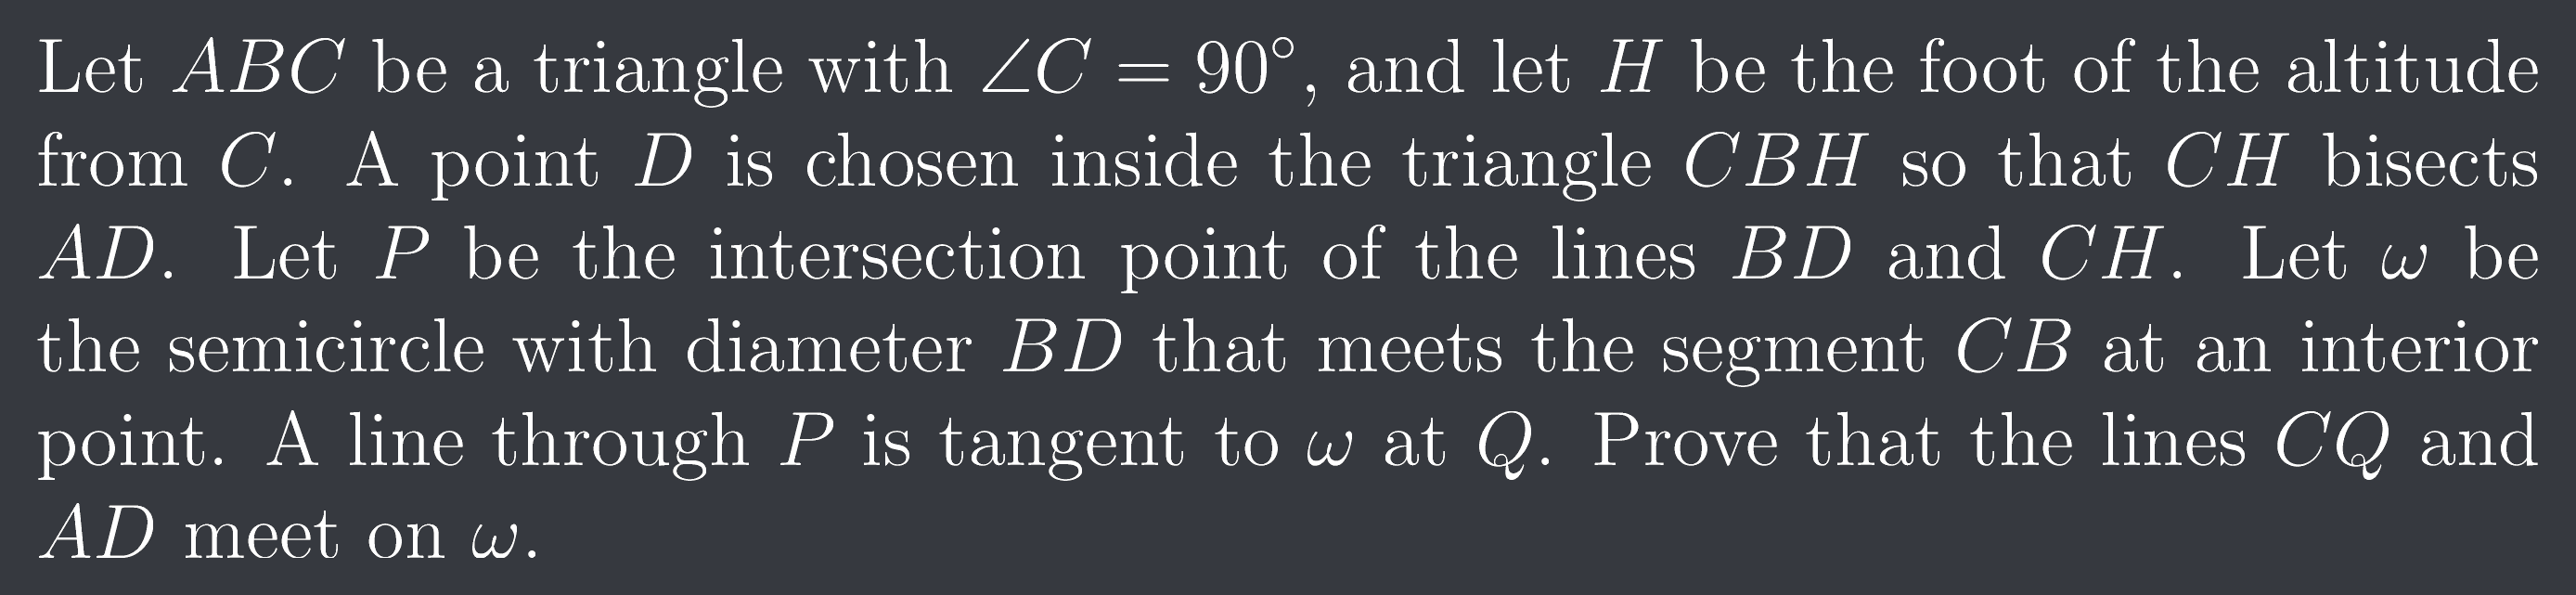 Let ABC be a triangle with ∠C = 90°, and let H be the foot of the altitude
from C. A point D is chosen inside the triangle CBH so that CH bisects
AD. Let P be the intersection point of the lines BD and CH. Let ω be
the semicircle with diameter BD that meets the segment CB at an interior
point. A line through P is tangent to ω at Q. Prove that the lines CQ and
AD meet on ω.